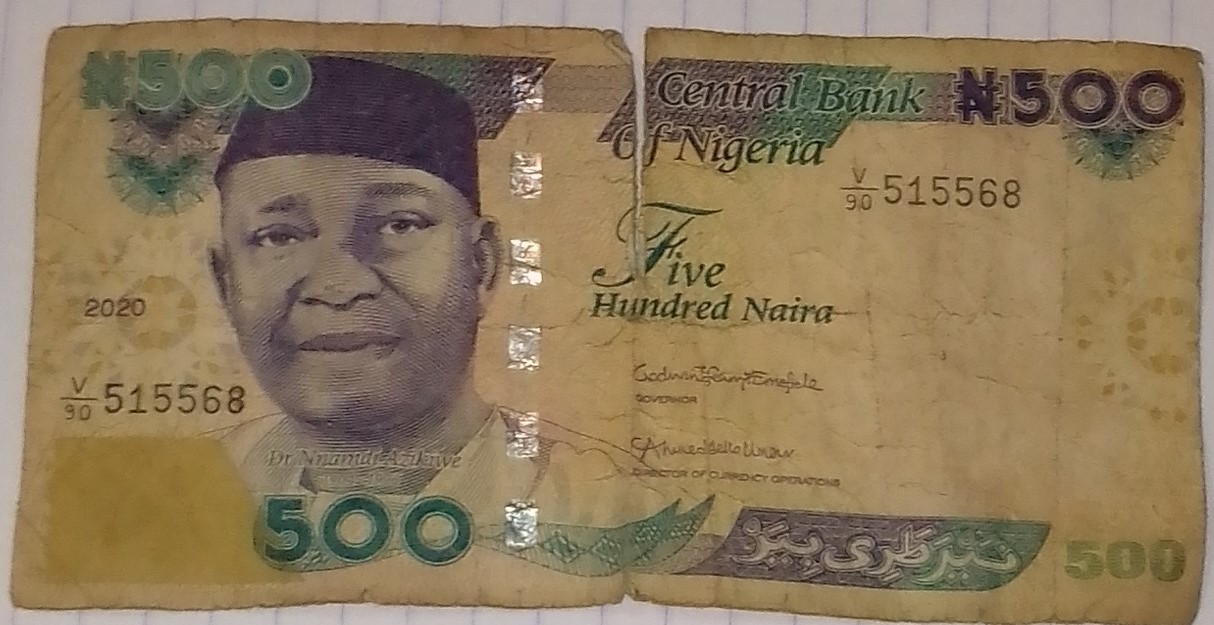 ₦500
Central Bank
Of Nigeria
₦500
V/90 515568
Five
Hundred Naira
2020
V/90 515568
GOVERNOR
DIRECTOR OF CURRENCY OPERATIONS
Dr. Nnamdi Azikiwe
500
500